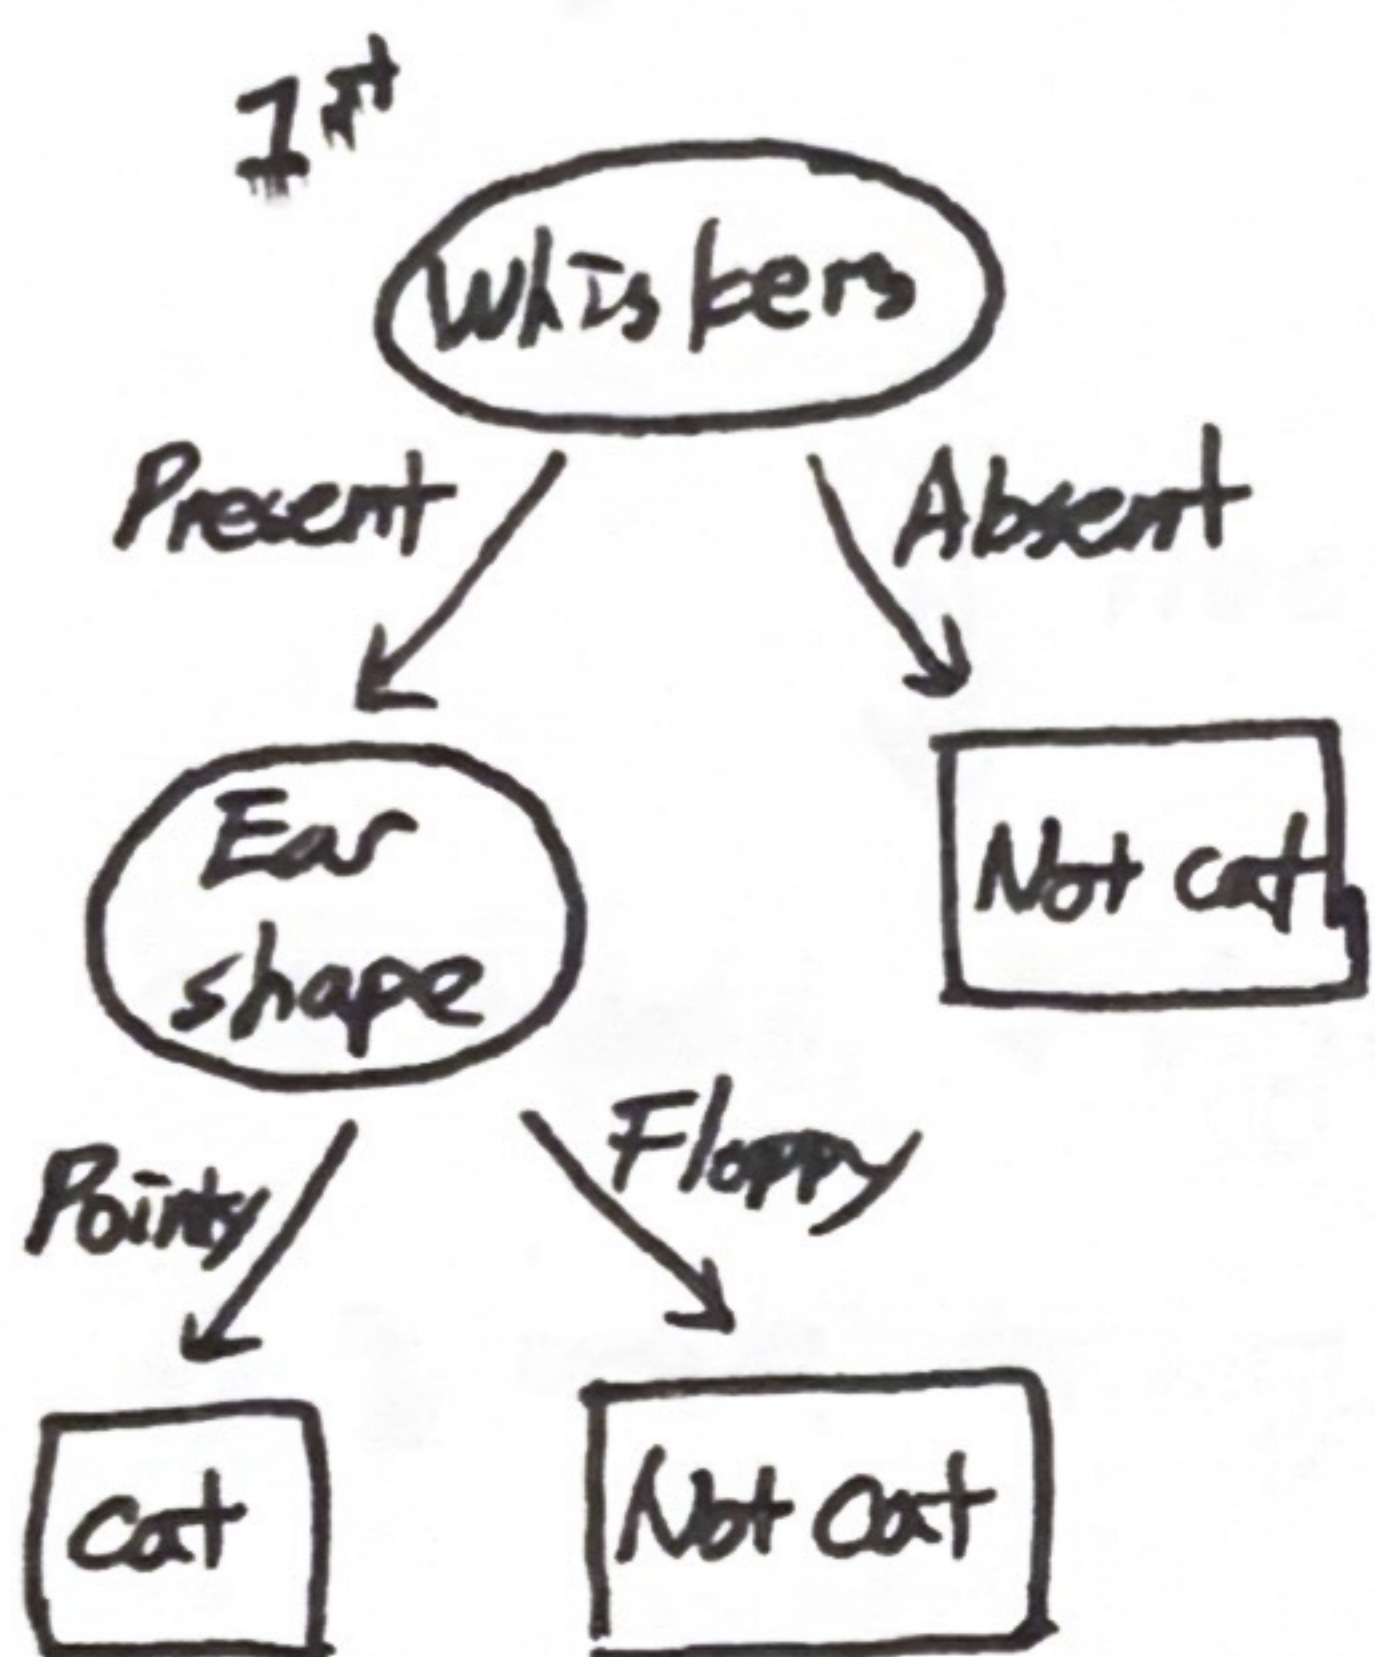 1st
Whiskers
Present
Absent
Ear
shape
Not cat
Pointy
Floppy
cat
Not cat